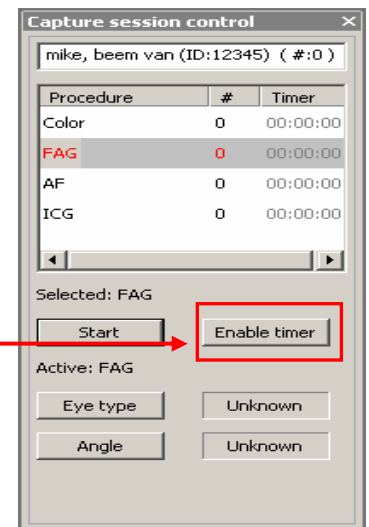 Capture session control ×
mike, beem van (ID:12345) ( #:0 )
Procedure # Timer
Color 0 00:00:00
FAG 0 00:00:00
AF 0 00:00:00
ICG 0 00:00:00
Selected: FAG
Start Enable timer
Active: FAG
Eye type Unknown
Angle Unknown